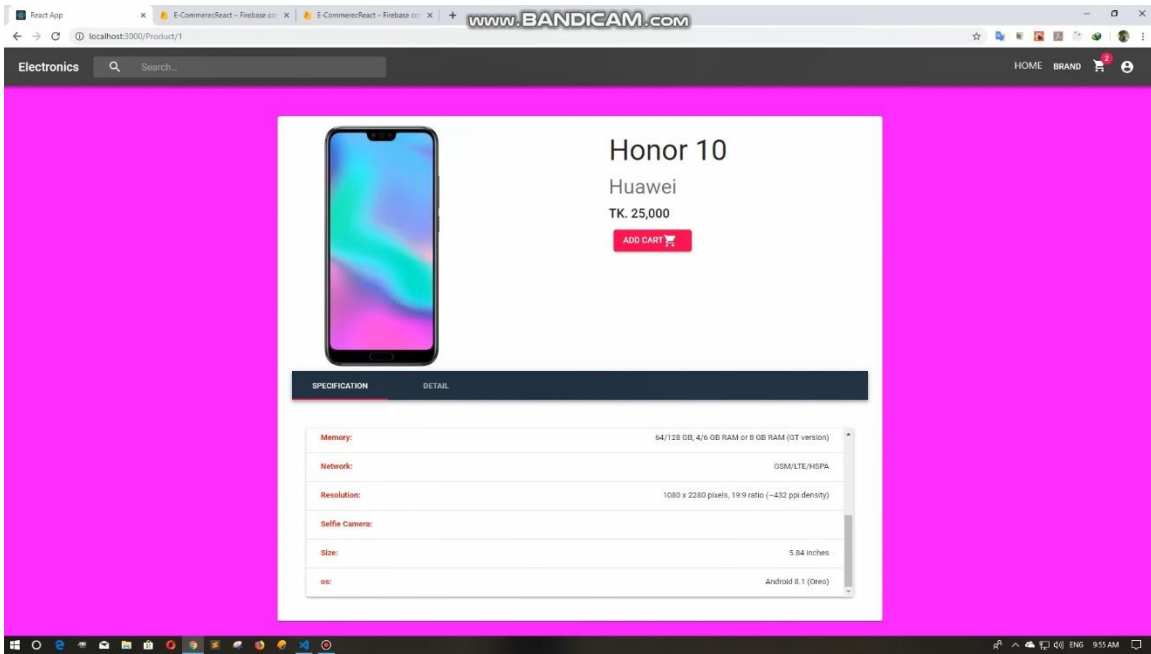 React App
E-CommerecReact – Firebase cor
E-CommerecReact – Firebase cor
www.BANDICAM.com
localhost:3000/Product/1
Electronics
Search...
HOME BRAND 2
Honor 10
Huawei
TK. 25,000
ADD CART
SPECIFICATION DETAIL
Memory: 64/128 GB, 4/6 GB RAM or 8 GB RAM (GT version)
Network: GSM/LTE/HSPA
Resolution: 1080 x 2280 pixels, 19:9 ratio (~432 ppi density)
Selfie Camera:
Size: 5.84 inches
os: Android 8.1 (Oreo)
ENG 9:55 AM